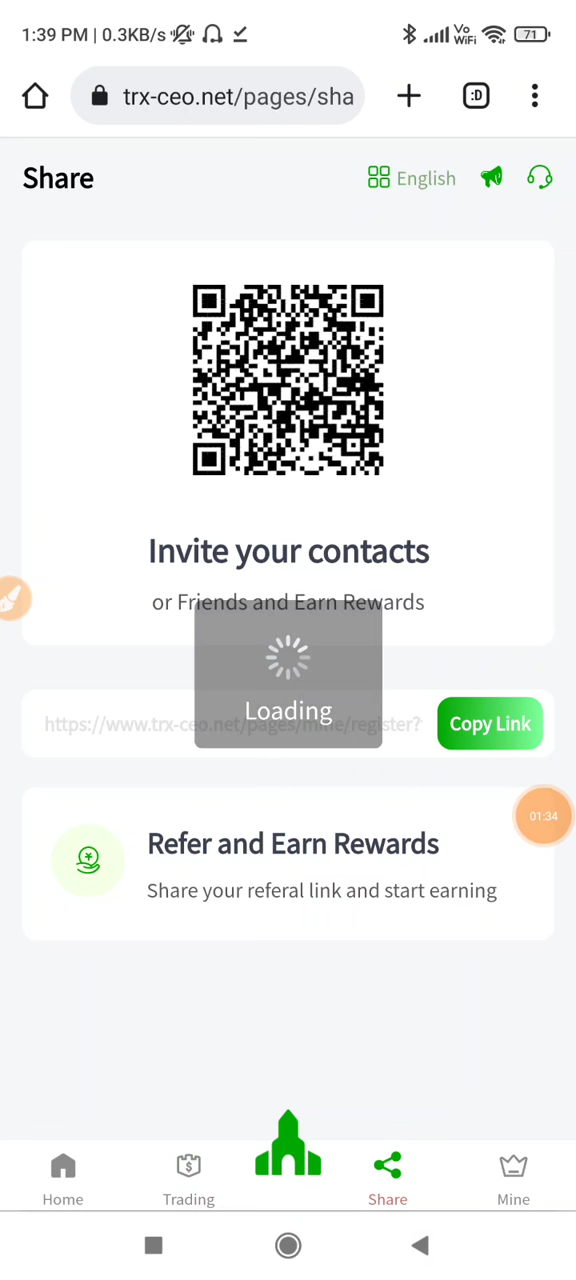 1:39 PM | 0.3KB/s
Vo
WiFi
71
trx-ceo.net/pages/sha
:D
Share
English
Invite your contacts
or Friends and Earn Rewards
Loading
https://www.trx-ceo.net/pages/mine/register?
Copy Link
01:34
Refer and Earn Rewards
Share your referal link and start earning
Home
Trading
Share
Mine